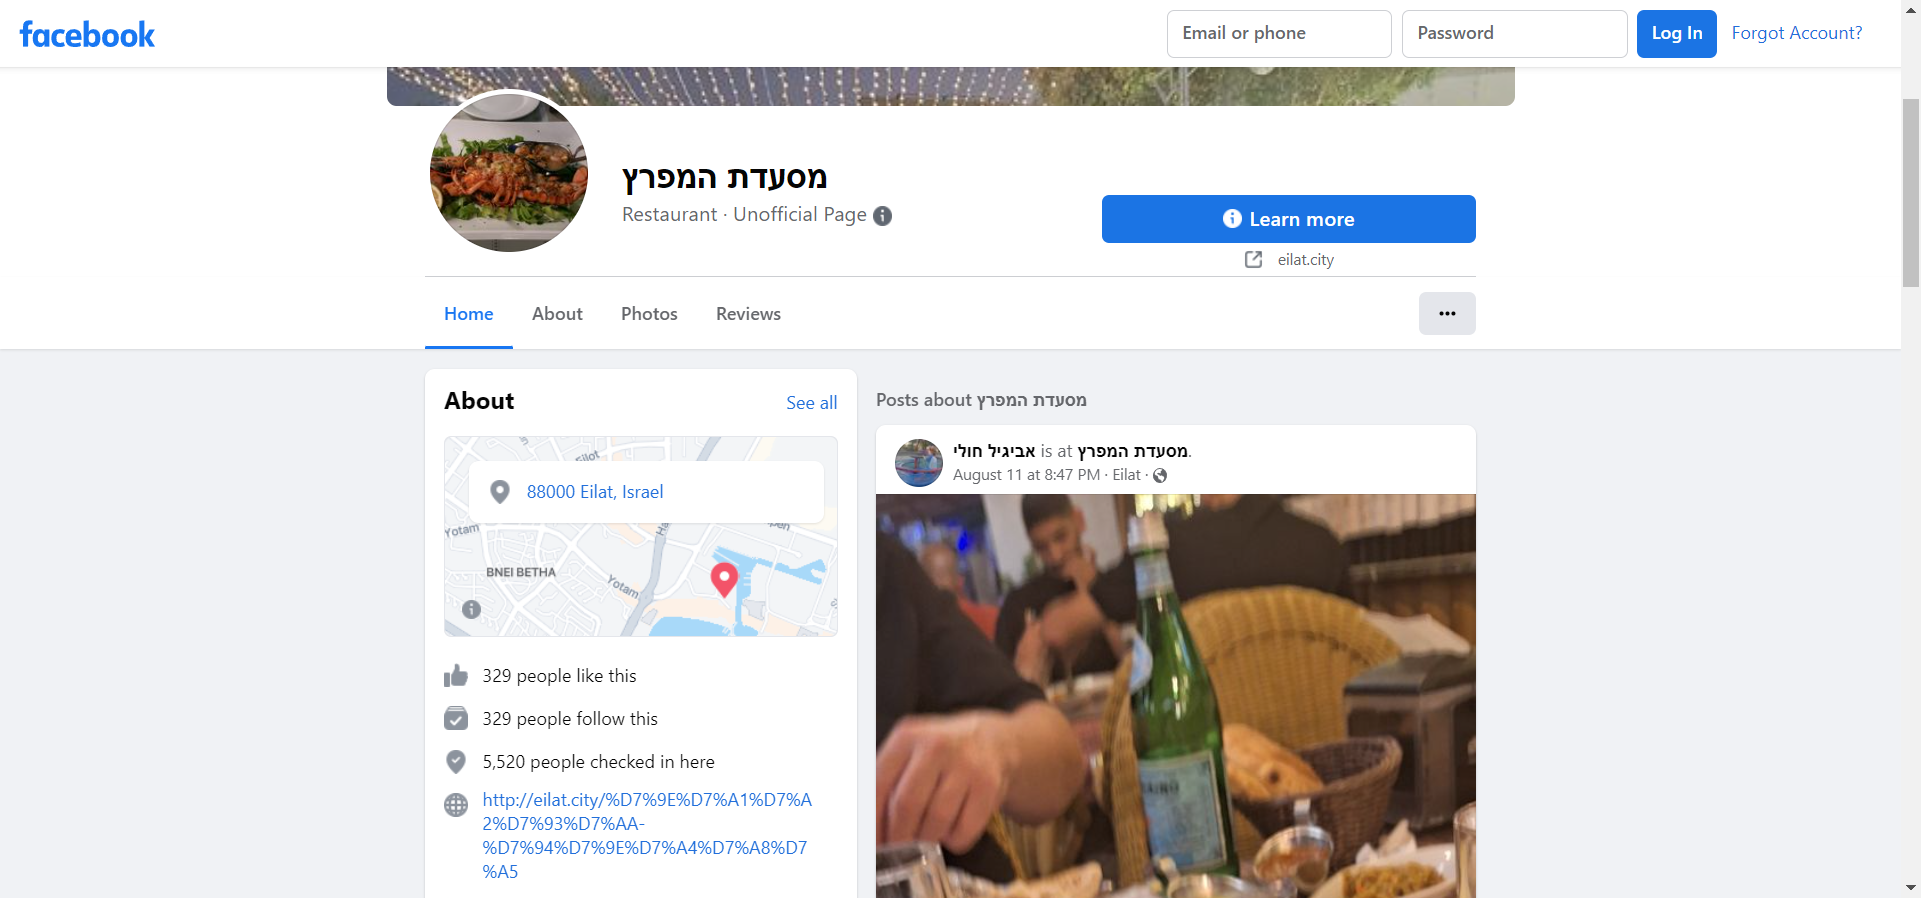 facebook
Email or phone
Password
Log In
Forgot Account?
מסעדת המפרץ
Restaurant · Unofficial Page
Learn more
eilat.city
Home
About
Photos
Reviews
About
See all
88000 Eilat, Israel
Yotam
BNEI BETHA
Yotam
329 people like this
329 people follow this
5,520 people checked in here
http://eilat.city/%D7%9E%D7%A1%D7%A
2%D7%93%D7%AA-
%D7%94%D7%9E%D7%A4%D7%A8%D7
%A5
Posts about מסעדת המפרץ
אביגיל חולי is at מסעדת המפרץ.
August 11 at 8:47 PM · Eilat ·